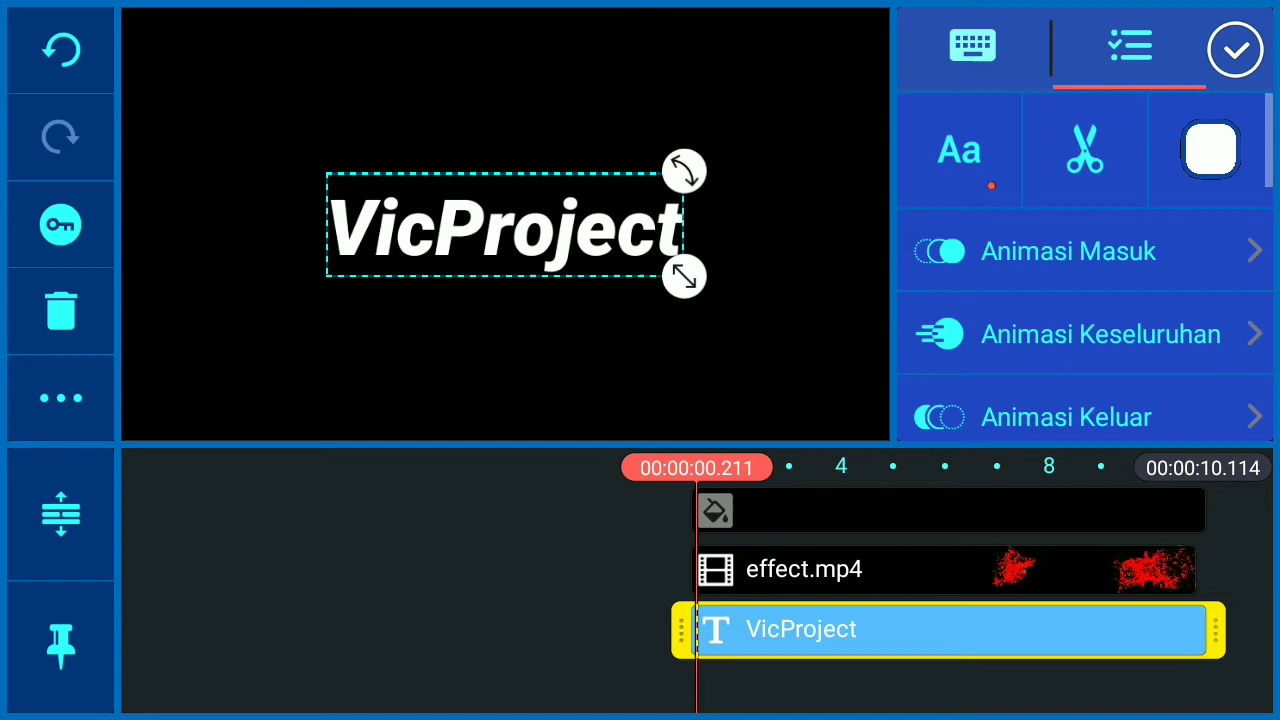 VicProject
Aa
Animasi Masuk
Animasi Keseluruhan
Animasi Keluar
00:00:00.211
4
8
00:00:10.114
effect.mp4
T
VicProject